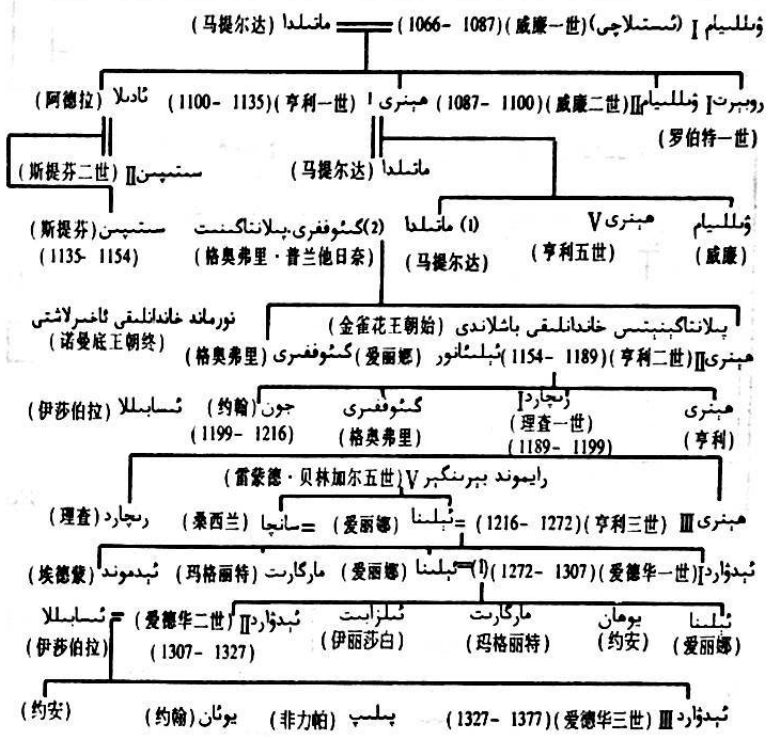 ۋىللىيام I (ئىستىلاچى) (威廉一世) (1066- 1087) ماتىلدا (马提尔达)
روبېرت I ۋىللىيام II (威廉二世) (1087- 1100) ھېنرى I (亨利一世) (1100- 1135) ئادىلا (阿德拉)
(罗伯特一世)
ماتىلدا (马提尔达) ستىپىن II (斯提芬二世)
ۋىللىيام ھېنرى V (1) ماتىلدا (2) گىئوففرى.پىلانتاگىنىت ستىپىن (斯提芬)
(威廉) (亨利五世) (马提尔达) (格奥弗里·普兰他日奈) (1135- 1154)
پىلانتاگېنېتىس خاندانلىقى باشلاندى (金雀花王朝始) نورماند خاندانلىقى ئاخىرلاشتى
(诺曼底王朝终)
ھېنرى II (亨利二世) (1154- 1189) ئېلىئانور (爱丽娜) گىئوففرى (格奥弗里)
ھېنرى رىچارد I گىئوففرى جون (约翰) ئىسابىللا (伊莎伯拉)
(亨利) (理查一世) (格奥弗里) (1199- 1216)
(1189- 1199)
رايموند بېرىنگېر V (雷蒙德·贝林加尔五世)
ھېنرى III (亨利三世) (1216- 1272) = ئېلىنا (爱丽娜) = سانچا (桑西兰) رىچارد (理查)
ئېدۋارد I (爱德华一世) (1272- 1307) (1) = ئېلىنا (爱丽娜) مارگارىت (玛格丽特) ئېدموند (埃德蒙)
ئېلىنا يوھان مارگارىت ئىلزابىت ئېدۋارد II (爱德华二世) = ئىسابىللا
(爱丽娜) (约安) (玛格丽特) (伊丽莎白) (1307- 1327) (伊莎伯拉)
ئېدۋارد III (爱德华三世) (1327- 1377) پىلىپ (非力帕) يوئان (约翰) (约安)